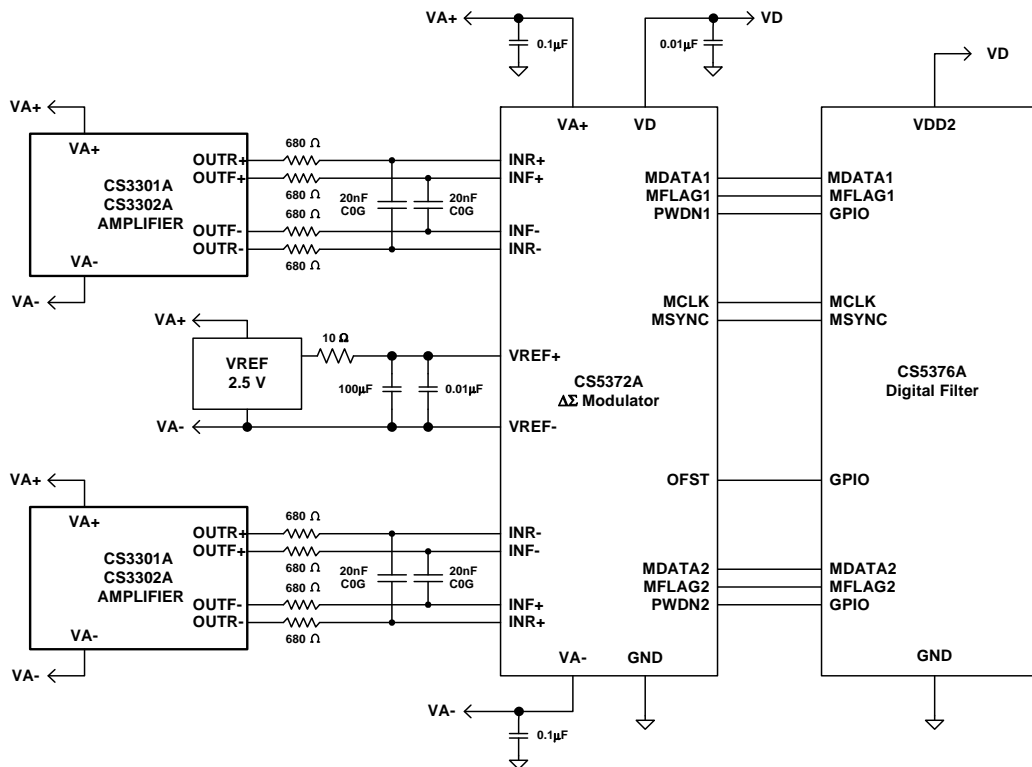 VA+
0.1μF
0.01μF
VD
VD
VA+
VA+
CS3301A
CS3302A
AMPLIFIER
VA-
VA-
OUTR+
OUTF+
OUTF-
OUTR-
680 Ω
680 Ω
680 Ω
680 Ω
20nF
C0G
20nF
C0G
INR+
INF+
INF-
INR-
VA+
VD
VDD2
MDATA1
MFLAG1
PWDN1
MDATA1
MFLAG1
GPIO
MCLK
MSYNC
MCLK
MSYNC
VA+
VREF
2.5 V
VA-
10 Ω
100μF
0.01μF
VREF+
VREF-
CS5372A
ΔΣ Modulator
CS5376A
Digital Filter
OFST
GPIO
VA+
VA+
CS3301A
CS3302A
AMPLIFIER
VA-
VA-
OUTR+
OUTF+
OUTF-
OUTR-
680 Ω
680 Ω
680 Ω
680 Ω
20nF
C0G
20nF
C0G
INR-
INF-
INF+
INR+
MDATA2
MFLAG2
PWDN2
MDATA2
MFLAG2
GPIO
VA-
GND
GND
VA-
0.1μF